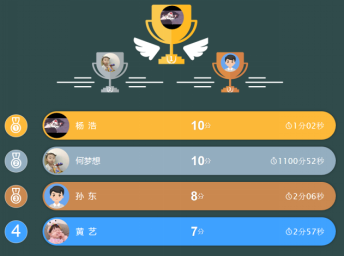 杨 浩 10分 1分02秒
何梦想 10分 1100分52秒
孙 东 8分 2分06秒
4 黄 艺 7分 2分57秒